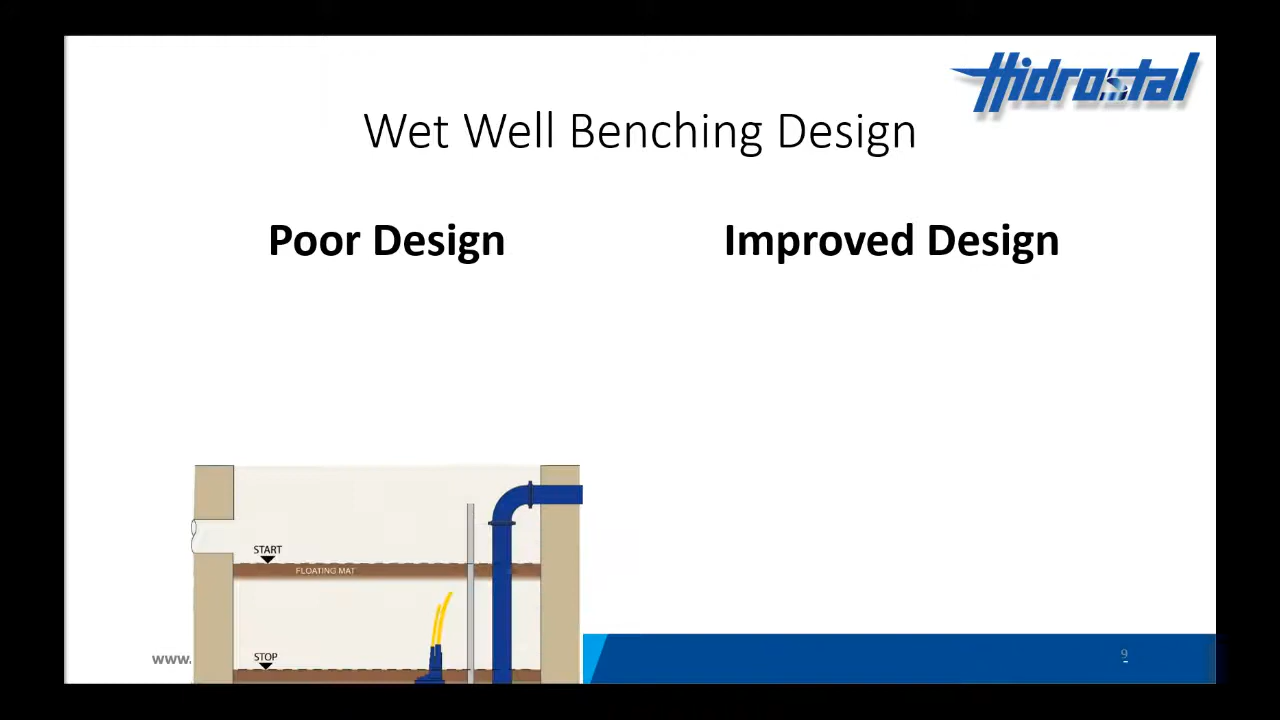 Hidrostal
Wet Well Benching Design
Poor Design
Improved Design
START
FLOATING MAT
STOP
www.
9